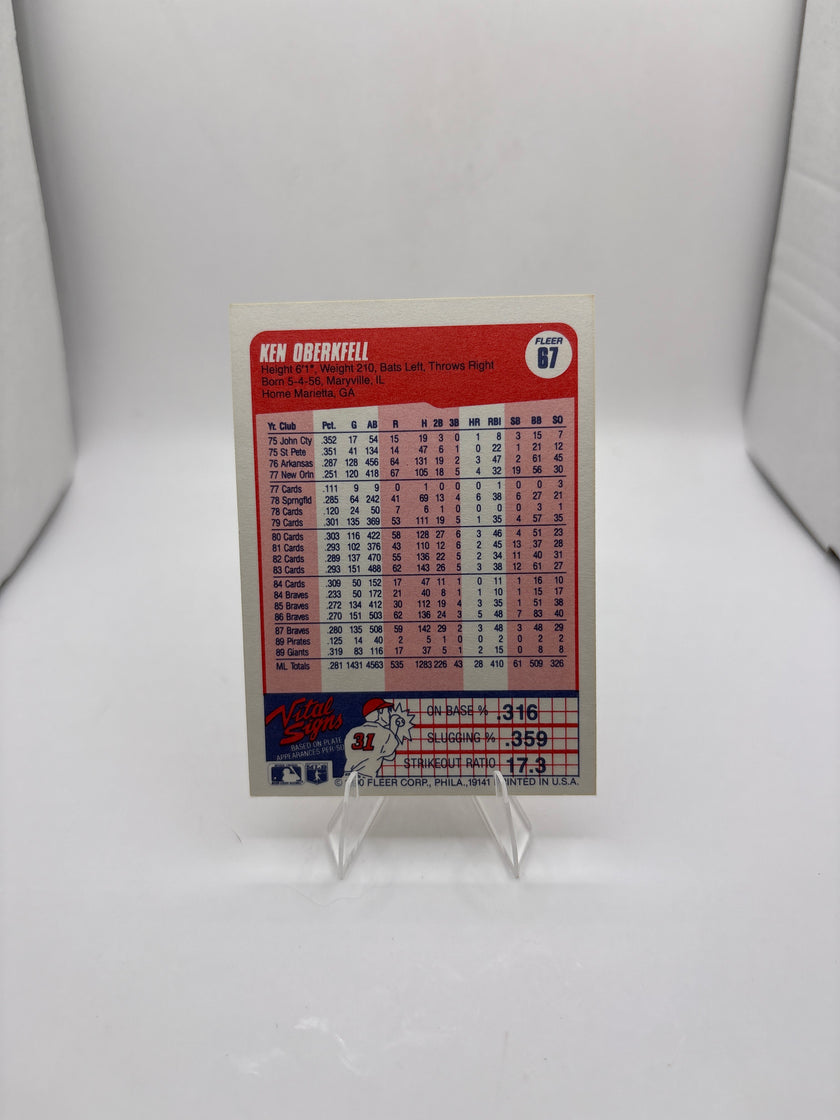 KEN OBERKFELL
FLEER
67
Height 6'1", Weight 210, Bats Left, Throws Right
Born 5-4-56, Maryville, IL
Home Marietta, GA
Yr. Club Pct. G AB R H 2B 3B HR RBI SB BB SO
75 John Cty .352 17 54 15 19 3 0 1 8 3 15 7
75 St Pete .351 41 134 14 47 6 1 0 22 1 21 12
76 Arkansas .287 128 456 64 131 19 2 3 47 2 61 45
77 New Orln .251 120 418 67 105 18 5 4 32 19 56 30
77 Cards .111 9 9 0 1 0 0 0 1 0 0 3
78 Sprngfld .285 64 242 41 69 13 4 6 38 6 27 21
78 Cards .120 24 50 7 6 1 0 0 0 0 3 1
79 Cards .301 135 369 53 111 19 5 1 35 4 57 35
80 Cards .303 116 422 58 128 27 6 3 46 4 51 23
81 Cards .293 102 376 43 110 12 6 2 45 13 37 28
82 Cards .289 137 470 55 136 22 5 2 34 11 40 31
83 Cards .293 151 488 62 143 26 5 3 38 12 61 27
84 Cards .309 50 152 17 47 11 1 0 11 1 16 10
84 Braves .233 50 172 21 40 8 1 1 10 1 15 17
85 Braves .272 134 412 30 112 19 4 3 35 1 51 38
86 Braves .270 151 503 62 136 24 3 5 48 7 83 40
87 Braves .280 135 508 59 142 29 2 3 48 3 48 29
89 Pirates .125 14 40 2 5 1 0 0 2 0 2 2
89 Giants .319 83 116 17 37 5 1 2 15 0 8 8
ML Totals .281 1431 4563 535 1283 226 43 28 410 61 509 326
Vital Signs
BASED ON PLATE
APPEARANCES PER
31
ON BASE % .316
SLUGGING % .359
STRIKEOUT RATIO 17.3
© FLEER CORP., PHILA., 19141 PRINTED IN U.S.A.